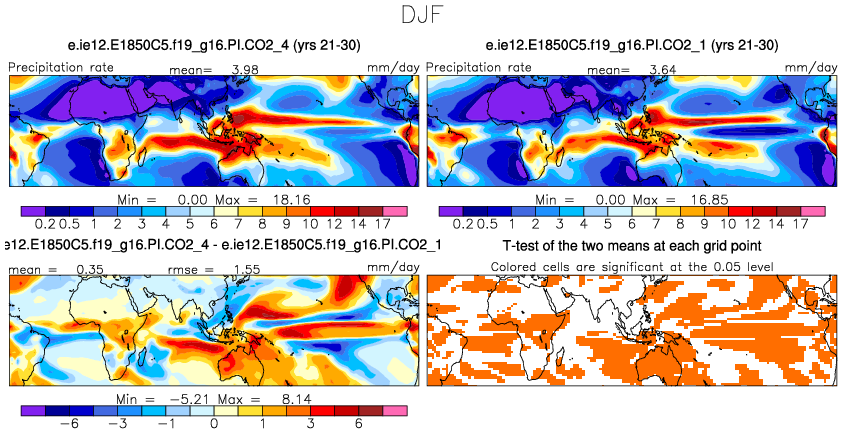 DJF
e.ie12.E1850C5.f19_g16.PI.CO2_4 (yrs 21-30)
Precipitation rate mean= 3.98 mm/day
Min = 0.00 Max = 18.16
0.2 0.5 1 2 3 4 5 6 7 8 9 10 12 14 17
e.ie12.E1850C5.f19_g16.PI.CO2_1 (yrs 21-30)
Precipitation rate mean= 3.64 mm/day
Min = 0.00 Max = 16.85
0.2 0.5 1 2 3 4 5 6 7 8 9 10 12 14 17
e12.E1850C5.f19_g16.PI.CO2_4 - e.ie12.E1850C5.f19_g16.PI.CO2_1
mean = 0.35 rmse = 1.55 mm/day
Min = -5.21 Max = 8.14
-6 -3 -1 0 1 3 6
T-test of the two means at each grid point
Colored cells are significant at the 0.05 level